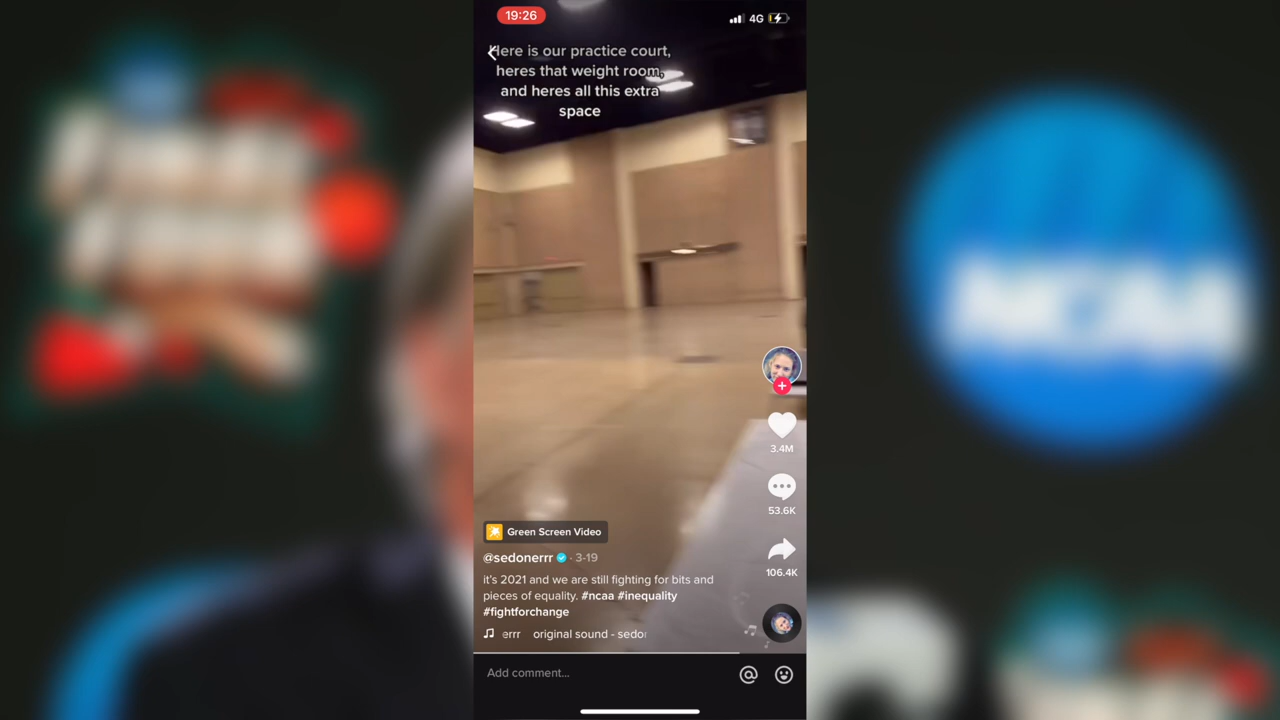 19:26
4G
Here is our practice court,
heres that weight room,
and heres all this extra
space
3.4M
53.6K
106.4K
Green Screen Video
@sedonerrr · 3-19
it's 2021 and we are still fighting for bits and
pieces of equality. #ncaa #inequality
#fightforchange
errr original sound - sedo
Add comment...
NCAA